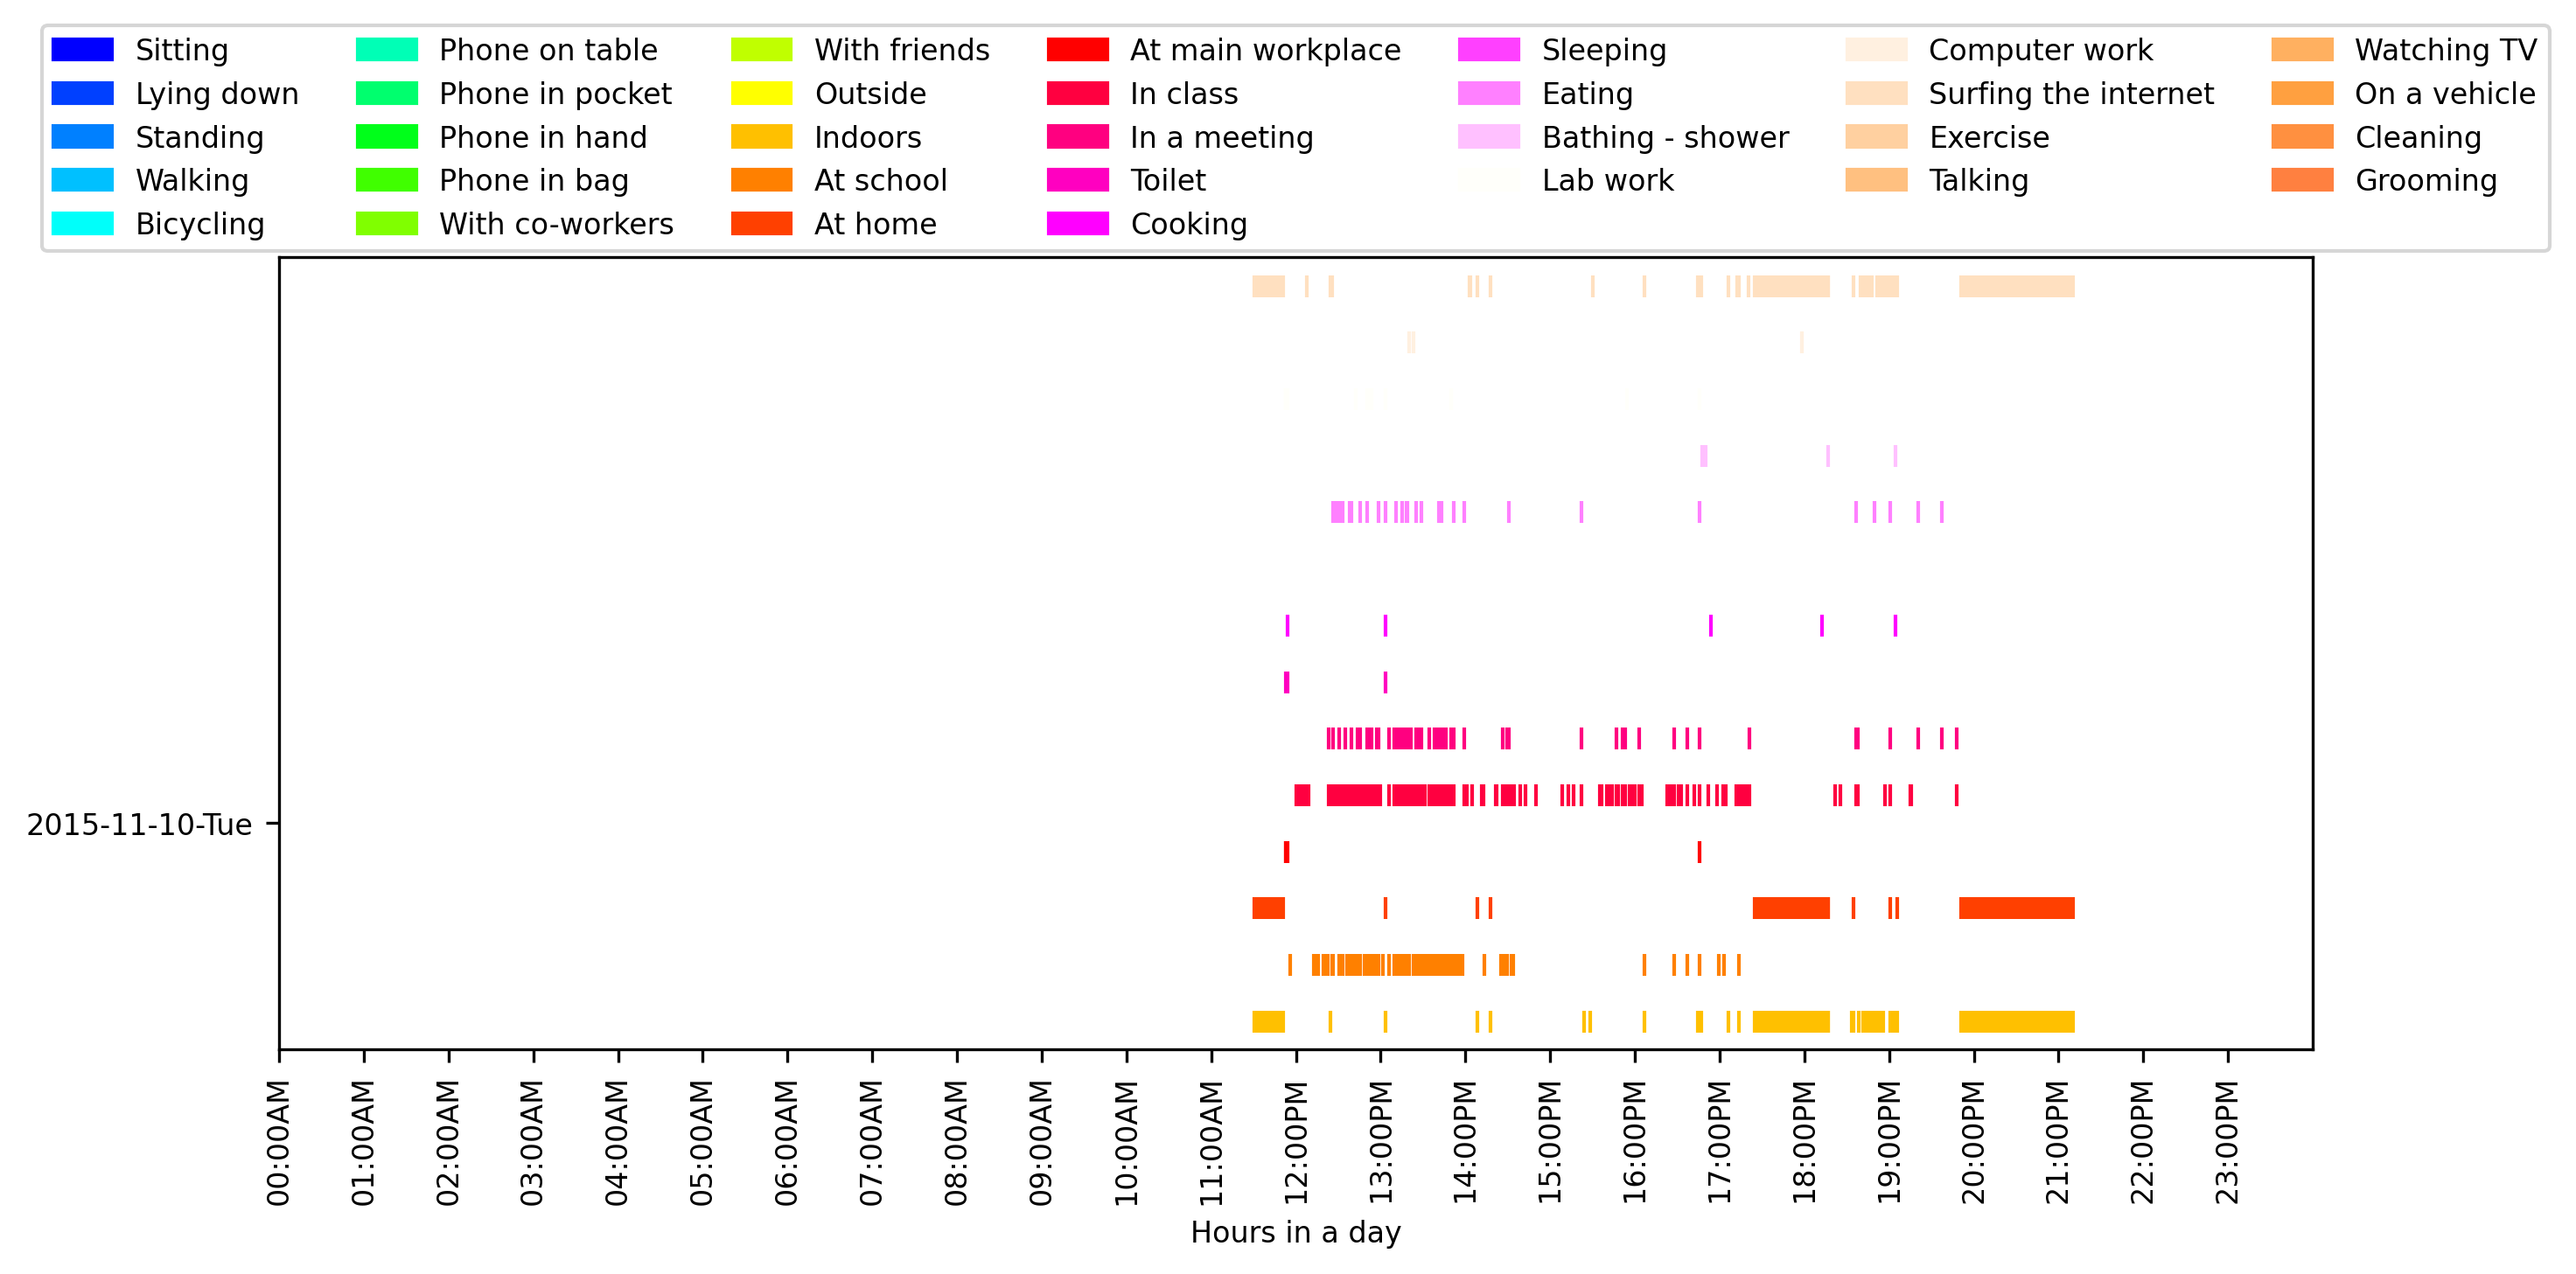 Sitting Phone on table With friends At main workplace Sleeping Computer work Watching TV
Lying down Phone in pocket Outside In class Eating Surfing the internet On a vehicle
Standing Phone in hand Indoors In a meeting Bathing - shower Exercise Cleaning
Walking Phone in bag At school Toilet Lab work Talking Grooming
Bicycling With co-workers At home Cooking
2015-11-10-Tue
00:00AM
01:00AM
02:00AM
03:00AM
04:00AM
05:00AM
06:00AM
07:00AM
08:00AM
09:00AM
10:00AM
11:00AM
12:00PM
13:00PM
14:00PM
15:00PM
16:00PM
17:00PM
18:00PM
19:00PM
20:00PM
21:00PM
22:00PM
23:00PM
Hours in a day